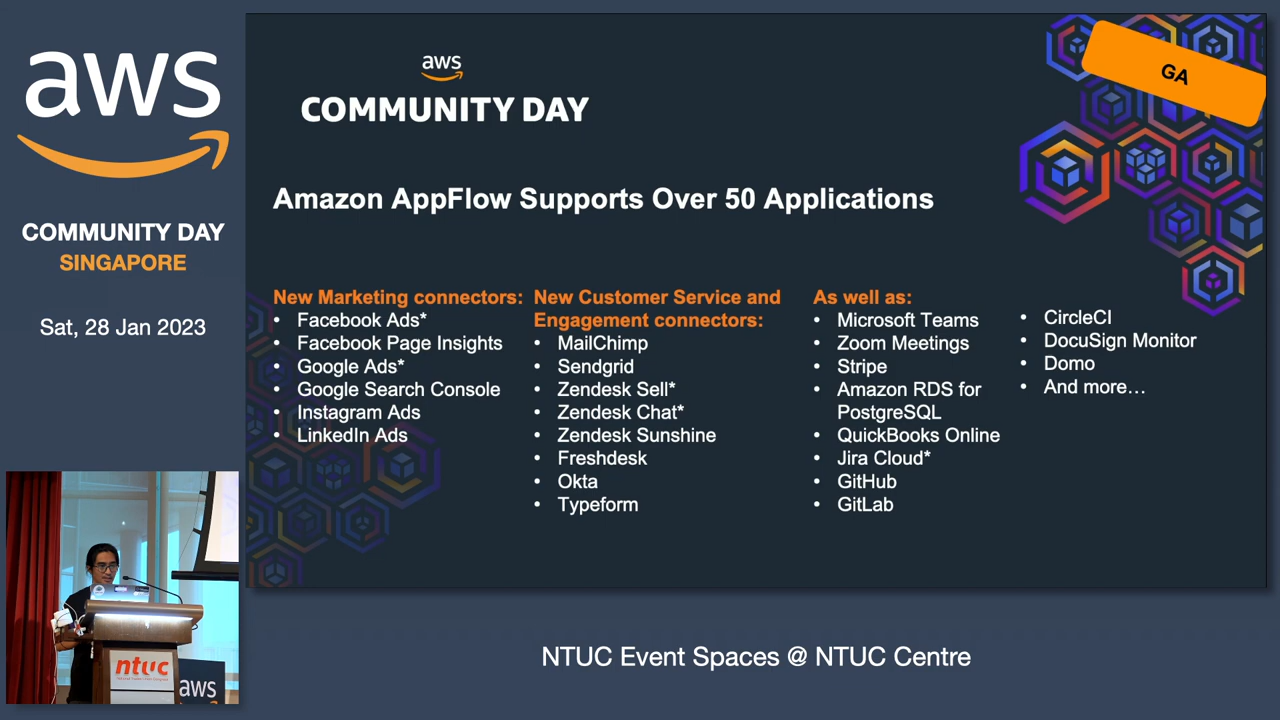 aws
COMMUNITY DAY
SINGAPORE
Sat, 28 Jan 2023
aws
COMMUNITY DAY
GA
Amazon AppFlow Supports Over 50 Applications
New Marketing connectors:
• Facebook Ads*
• Facebook Page Insights
• Google Ads*
• Google Search Console
• Instagram Ads
• LinkedIn Ads
New Customer Service and
Engagement connectors:
• MailChimp
• Sendgrid
• Zendesk Sell*
• Zendesk Chat*
• Zendesk Sunshine
• Freshdesk
• Okta
• Typeform
As well as:
• Microsoft Teams
• Zoom Meetings
• Stripe
• Amazon RDS for
PostgreSQL
• QuickBooks Online
• Jira Cloud*
• GitHub
• GitLab
• CircleCI
• DocuSign Monitor
• Domo
• And more…
ntuc
aws
NTUC Event Spaces @ NTUC Centre